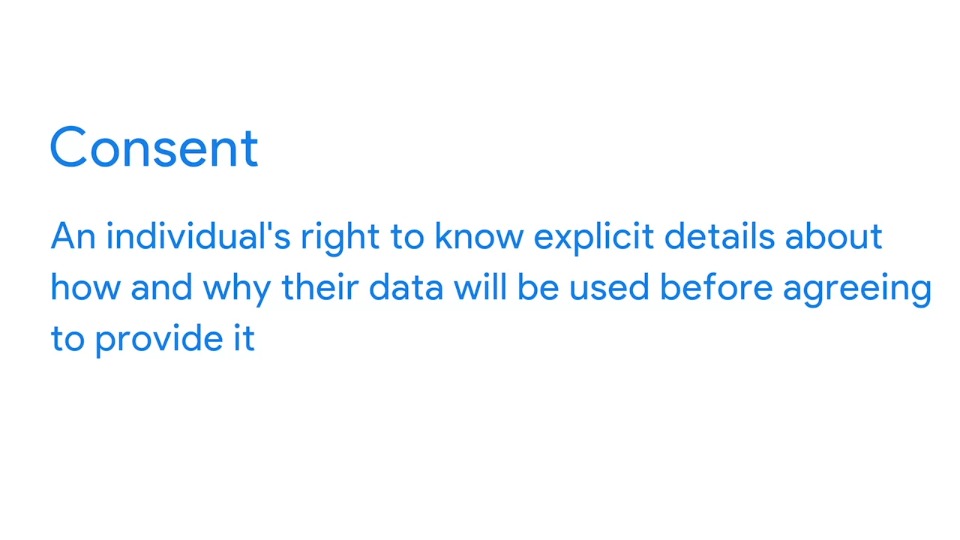 Consent
An individual's right to know explicit details about
how and why their data will be used before agreeing
to provide it